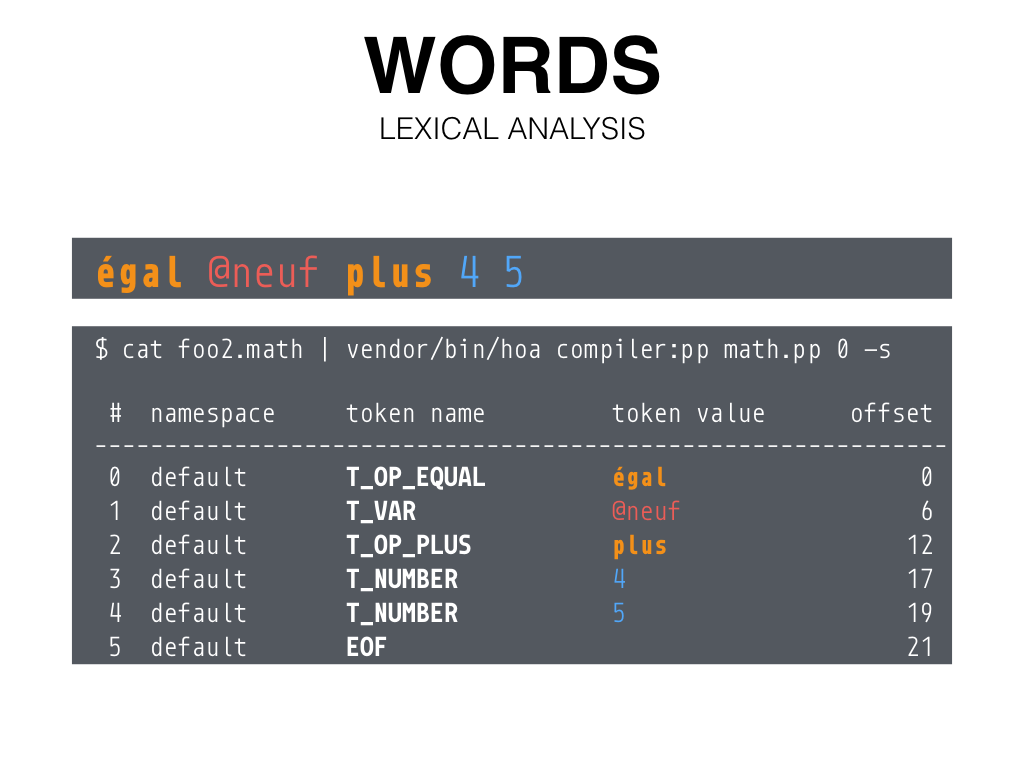 WORDS
LEXICAL ANALYSIS
égal @neuf plus 4 5
$ cat foo2.math | vendor/bin/hoa compiler:pp math.pp 0 -s
# namespace token name token value offset
-------------------------------------------------------------
0 default T_OP_EQUAL égal 0
1 default T_VAR @neuf 6
2 default T_OP_PLUS plus 12
3 default T_NUMBER 4 17
4 default T_NUMBER 5 19
5 default EOF 21